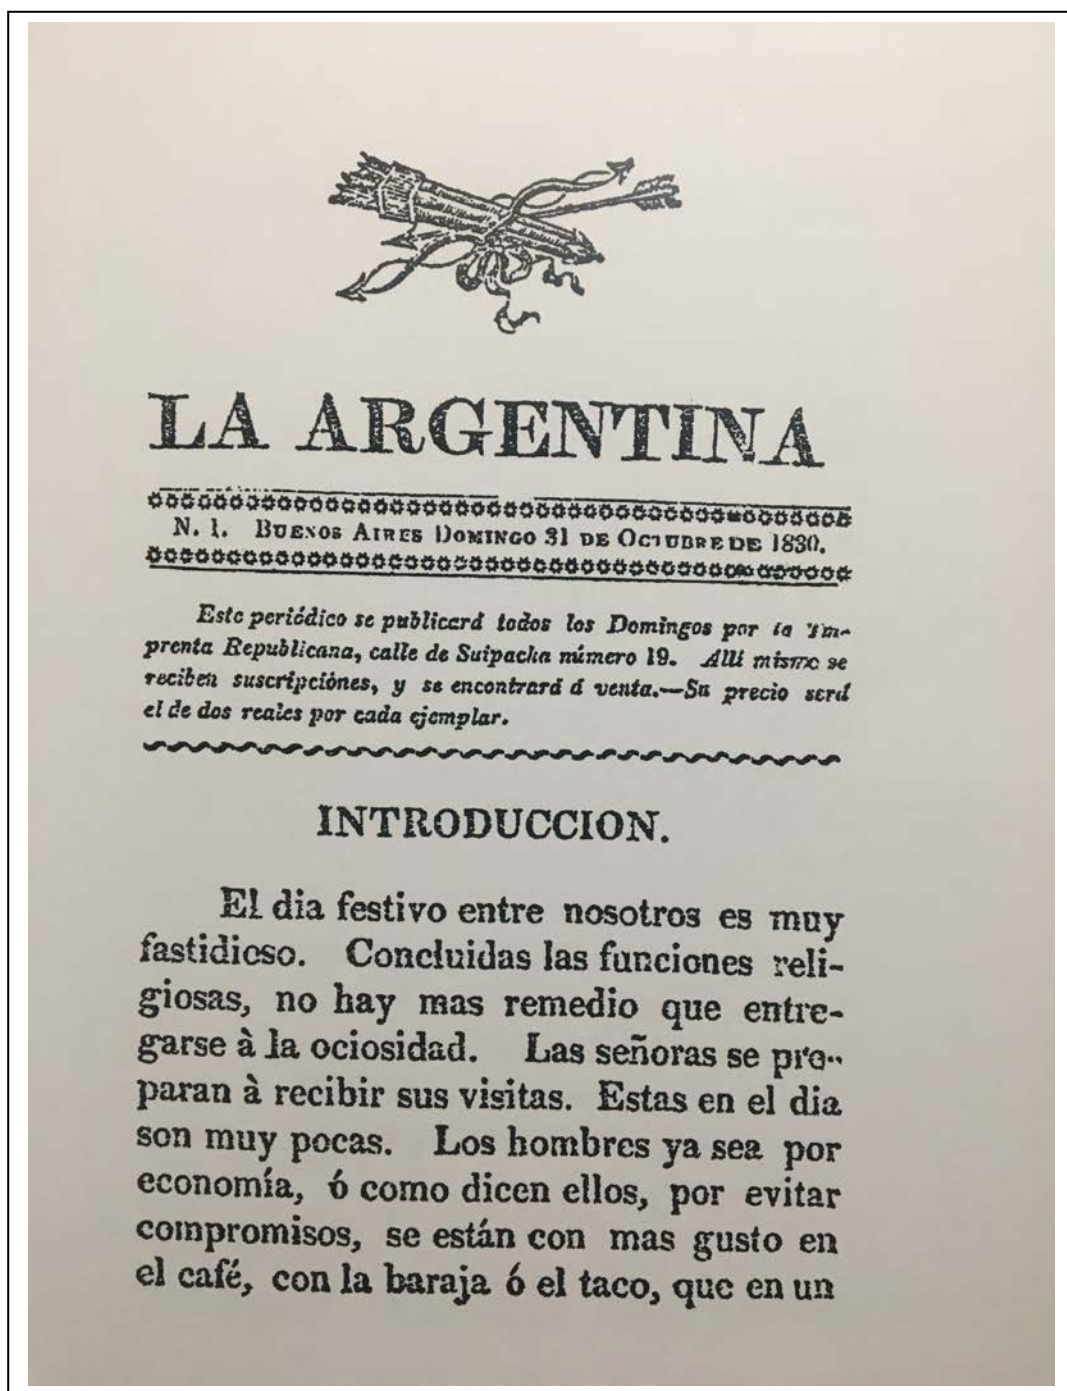 LA ARGENTINA
N. 1. BUENOS AIRES DOMINGO 31 DE OCTUBRE DE 1830.
Este periódico se publicará todos los Domingos por la Im-
prenta Republicana, calle de Suipacha número 19. Allí mismo se
reciben suscripciónes, y se encontrará á venta.—Su precio será
el de dos reales por cada ejemplar.
INTRODUCCION.
El dia festivo entre nosotros es muy
fastidioso. Concluidas las funciones reli-
giosas, no hay mas remedio que entre-
garse à la ociosidad. Las señoras se pre-
paran à recibir sus visitas. Estas en el dia
son muy pocas. Los hombres ya sea por
economía, ó como dicen ellos, por evitar
compromisos, se están con mas gusto en
el café, con la baraja ó el taco, que en un